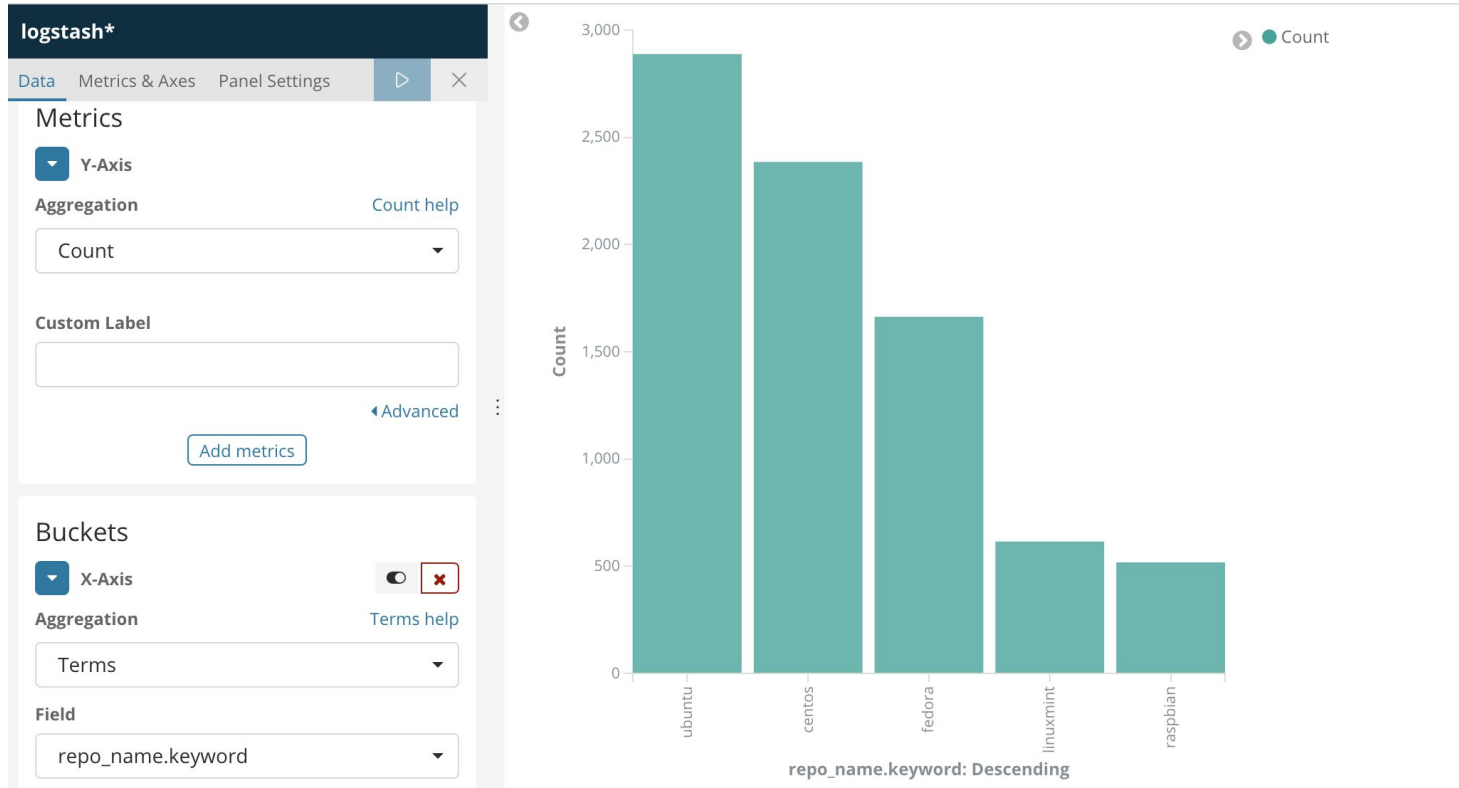 logstash*
Data Metrics & Axes Panel Settings
Metrics
Y-Axis
Aggregation Count help
Count
Custom Label
Advanced
Add metrics
Buckets
X-Axis
Aggregation Terms help
Terms
Field
repo_name.keyword
3,000
2,500
2,000
1,500
1,000
500
0
Count
ubuntu
centos
fedora
linuxmint
raspbian
repo_name.keyword: Descending
Count